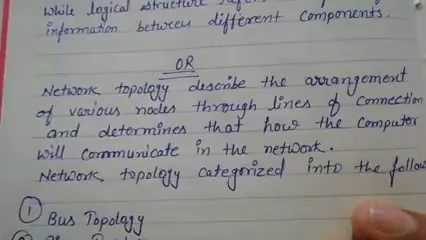 while logical structure
information between different components.
OR
Network topology describe the arrangement
of various nodes through lines of connection
and determines that how the computer
will communicate in the network.
Network topology categorized into the follow
① Bus Topology